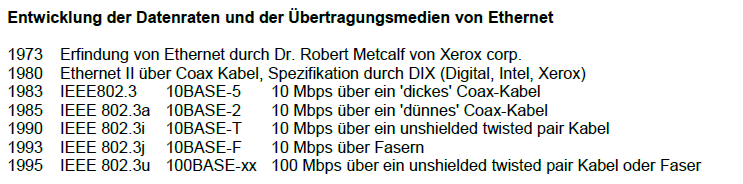 Entwicklung der Datenraten und der Übertragungsmedien von Ethernet
1973 Erfindung von Ethernet durch Dr. Robert Metcalf von Xerox corp.
1980 Ethernet II über Coax Kabel, Spezifikation durch DIX (Digital, Intel, Xerox)
1983 IEEE802.3 10BASE-5 10 Mbps über ein 'dickes' Coax-Kabel
1985 IEEE 802.3a 10BASE-2 10 Mbps über ein 'dünnes' Coax-Kabel
1990 IEEE 802.3i 10BASE-T 10 Mbps über ein unshielded twisted pair Kabel
1993 IEEE 802.3j 10BASE-F 10 Mbps über Fasern
1995 IEEE 802.3u 100BASE-xx 100 Mbps über ein unshielded twisted pair Kabel oder Faser